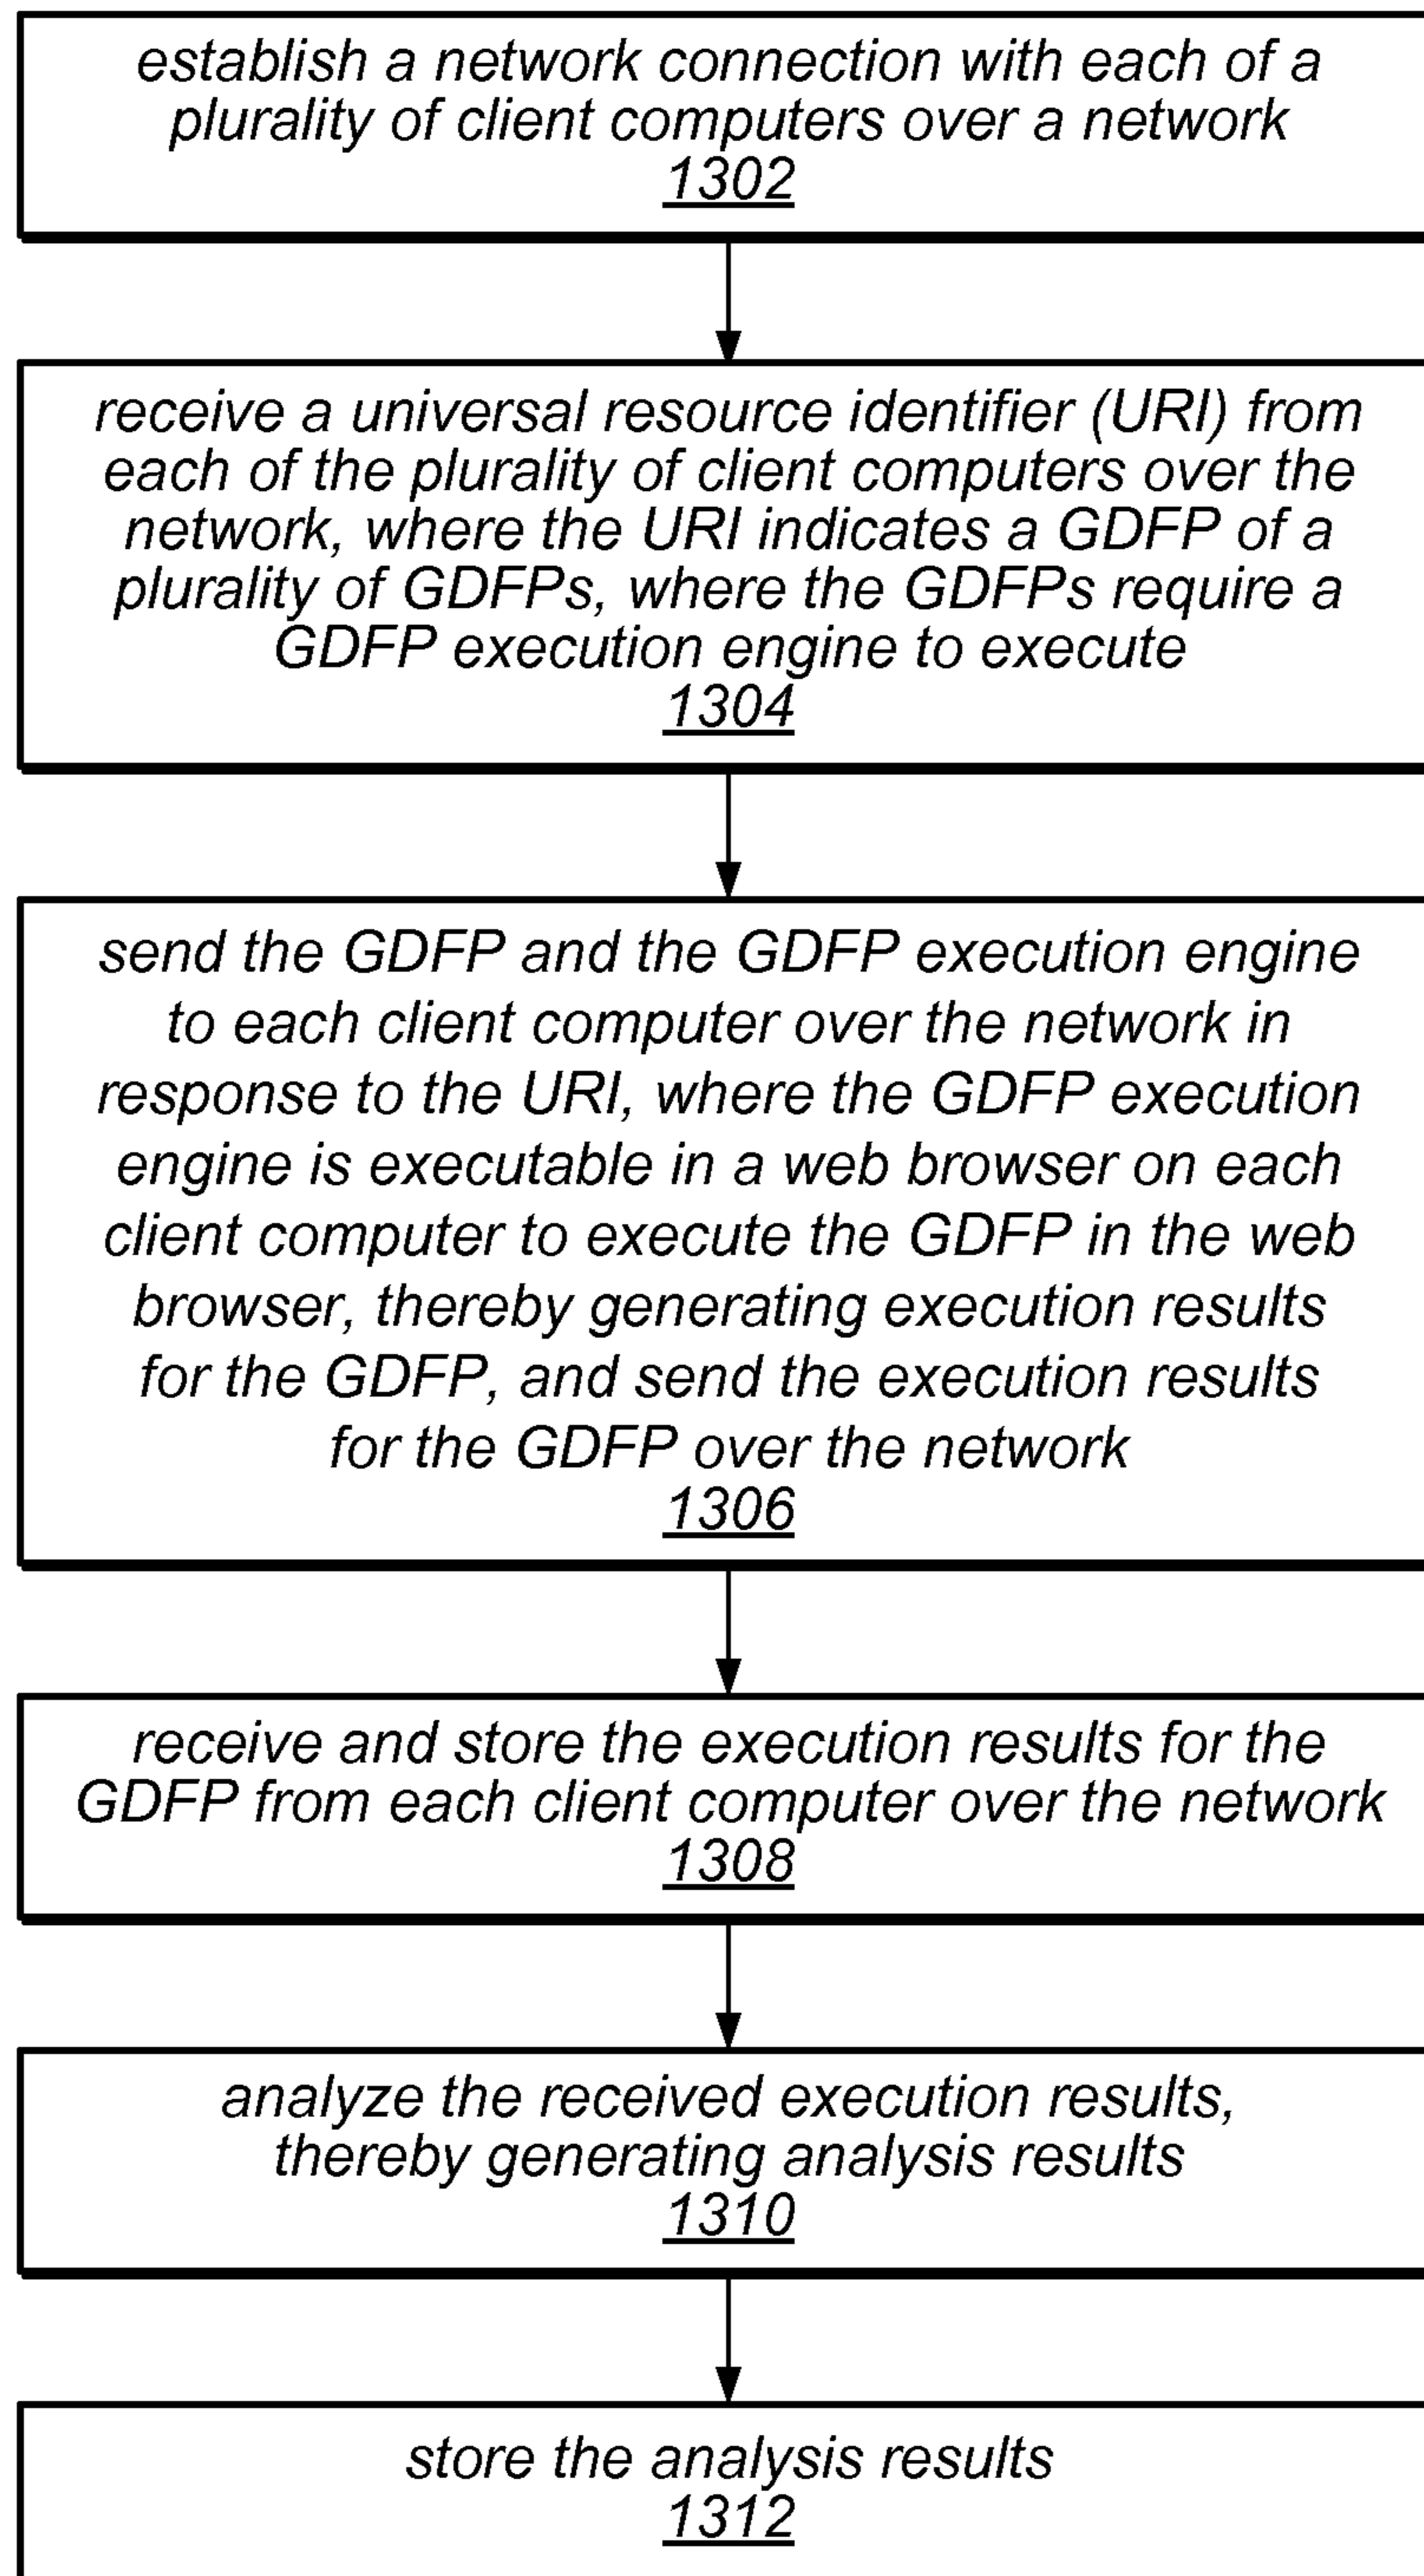 establish a network connection with each of a
plurality of client computers over a network
1302
receive a universal resource identifier (URI) from
each of the plurality of client computers over the
network, where the URI indicates a GDFP of a
plurality of GDFPs, where the GDFPs require a
GDFP execution engine to execute
1304
send the GDFP and the GDFP execution engine
to each client computer over the network in
response to the URI, where the GDFP execution
engine is executable in a web browser on each
client computer to execute the GDFP in the web
browser, thereby generating execution results
for the GDFP, and send the execution results
for the GDFP over the network
1306
receive and store the execution results for the
GDFP from each client computer over the network
1308
analyze the received execution results,
thereby generating analysis results
1310
store the analysis results
1312